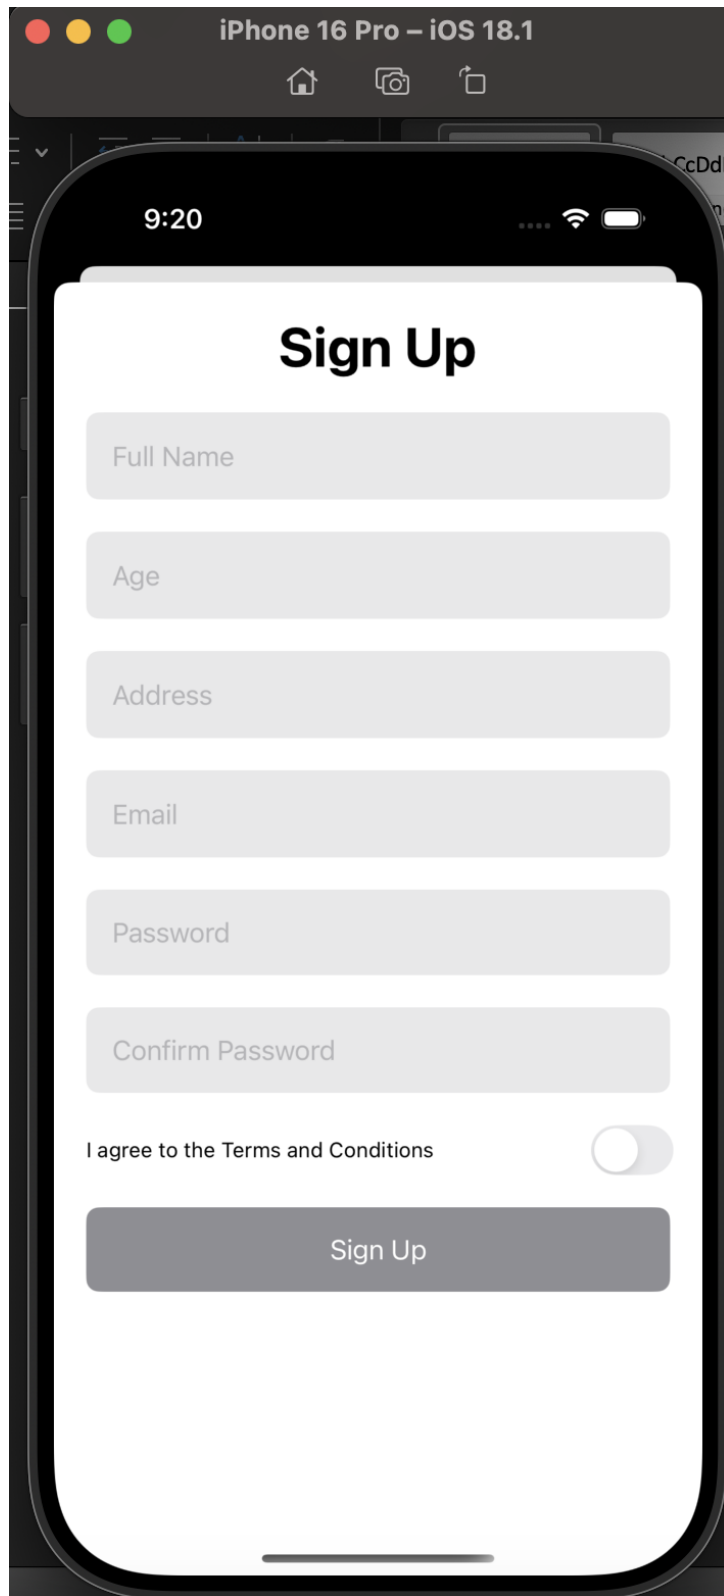 iPhone 16 Pro – iOS 18.1
CcDd
9:20
Sign Up
Full Name
Age
Address
Email
Password
Confirm Password
I agree to the Terms and Conditions
Sign Up